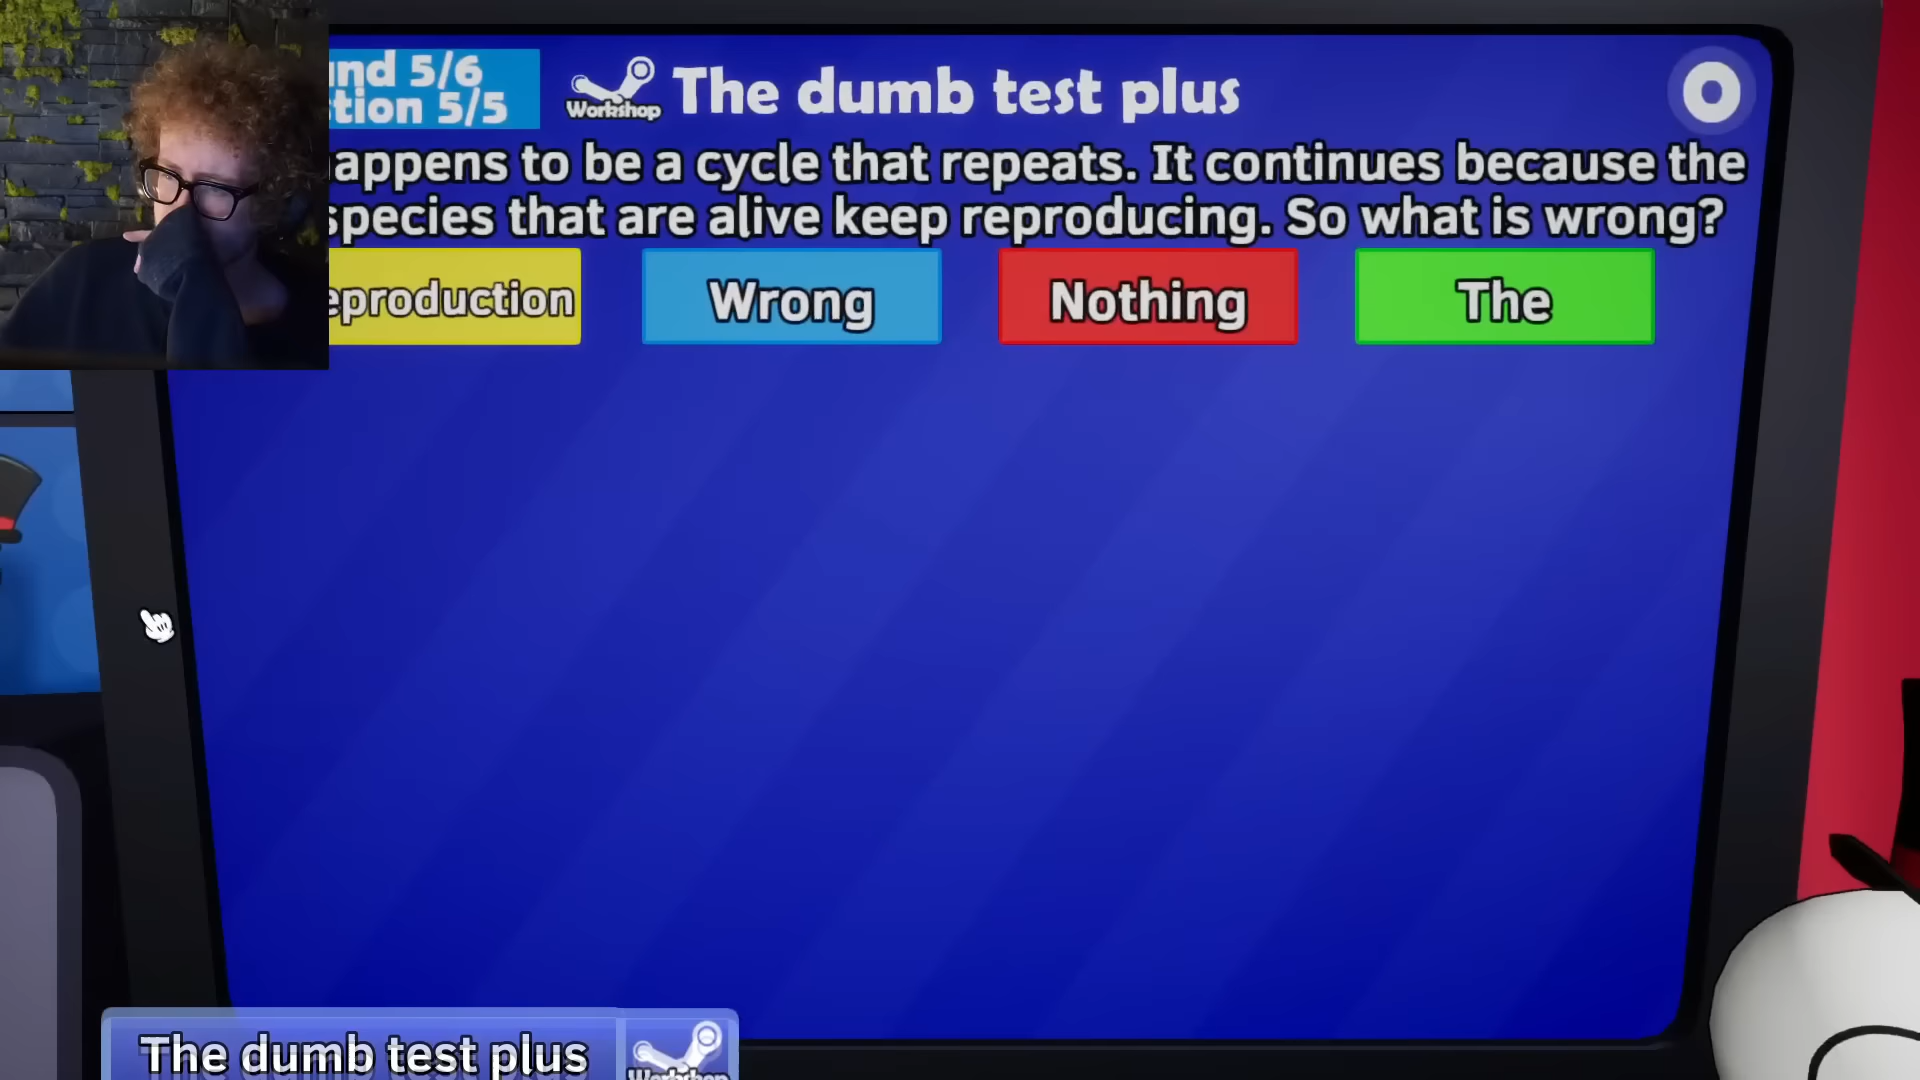 nd 5/6
tion 5/5
Workshop
The dumb test plus
O
appens to be a cycle that repeats. It continues because the
species that are alive keep reproducing. So what is wrong?
eproduction
Wrong
Nothing
The
The dumb test plus
Workshop